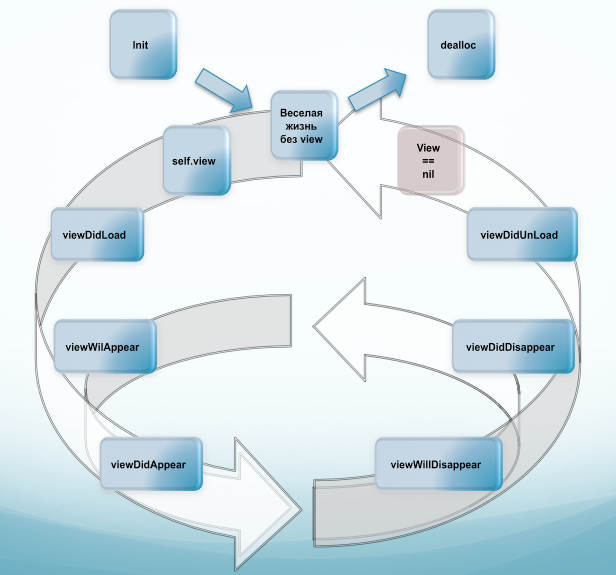 Init
dealloc
Веселая
жизнь
без view
View
==
nil
self.view
viewDidLoad
viewDidUnLoad
viewWilAppear
viewDidDisappear
viewDidAppear
viewWillDisappear